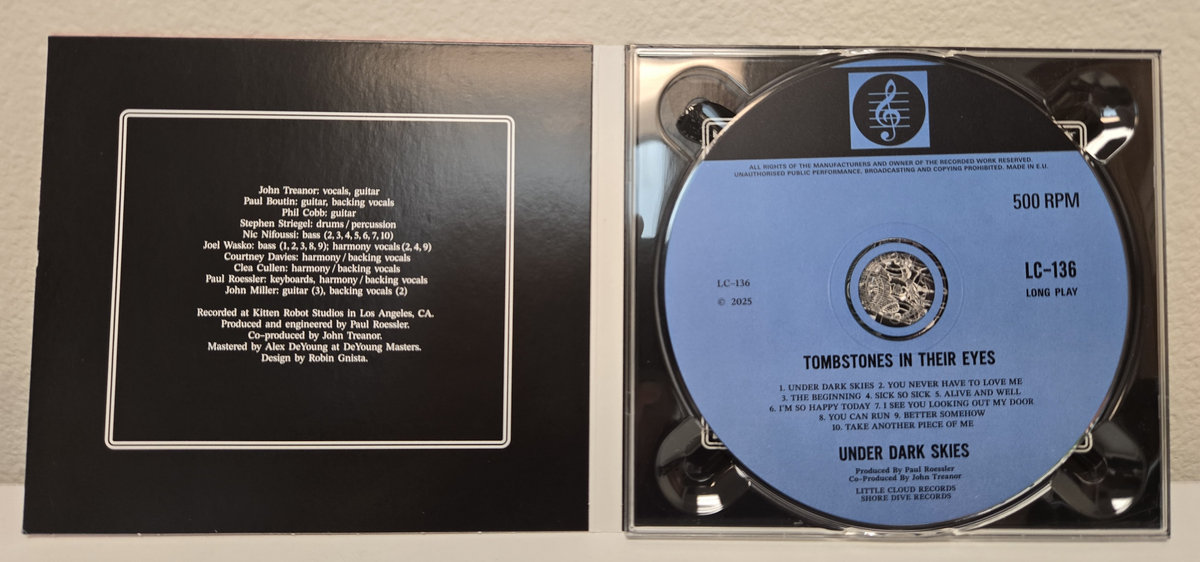 John Treanor: vocals, guitar
Paul Boutin: guitar, backing vocals
Phil Cobb: guitar
Stephen Striegel: drums / percussion
Nic Nifoussi: bass (2, 3, 4, 5, 6, 7, 10)
Joel Wasko: bass (1, 2, 3, 8, 9); harmony vocals (2, 4, 9)
Courtney Davies: harmony / backing vocals
Clea Cullen: harmony / backing vocals
Paul Roessler: keyboards, harmony / backing vocals
John Miller: guitar (3), backing vocals (2)
Recorded at Kitten Robot Studios in Los Angeles, CA.
Produced and engineered by Paul Roessler.
Co-produced by John Treanor.
Mastered by Alex DeYoung at DeYoung Masters.
Design by Robin Gnista.
ALL RIGHTS OF THE MANUFACTURERS AND OWNER OF THE RECORDED WORK RESERVED.
UNAUTHORISED PUBLIC PERFORMANCE, BROADCASTING AND COPYING PROHIBITED. MADE IN E.U.
500 RPM
LC-136
LONG PLAY
LC-136
© 2025
TOMBSTONES IN THEIR EYES
1. UNDER DARK SKIES 2. YOU NEVER HAVE TO LOVE ME
3. THE BEGINNING 4. SICK SO SICK 5. ALIVE AND WELL
6. I'M SO HAPPY TODAY 7. I SEE YOU LOOKING OUT MY DOOR
8. YOU CAN RUN 9. BETTER SOMEHOW
10. TAKE ANOTHER PIECE OF ME
UNDER DARK SKIES
Produced By Paul Roessler
Co-Produced By John Treanor
LITTLE CLOUD RECORDS
SHORE DIVE RECORDS